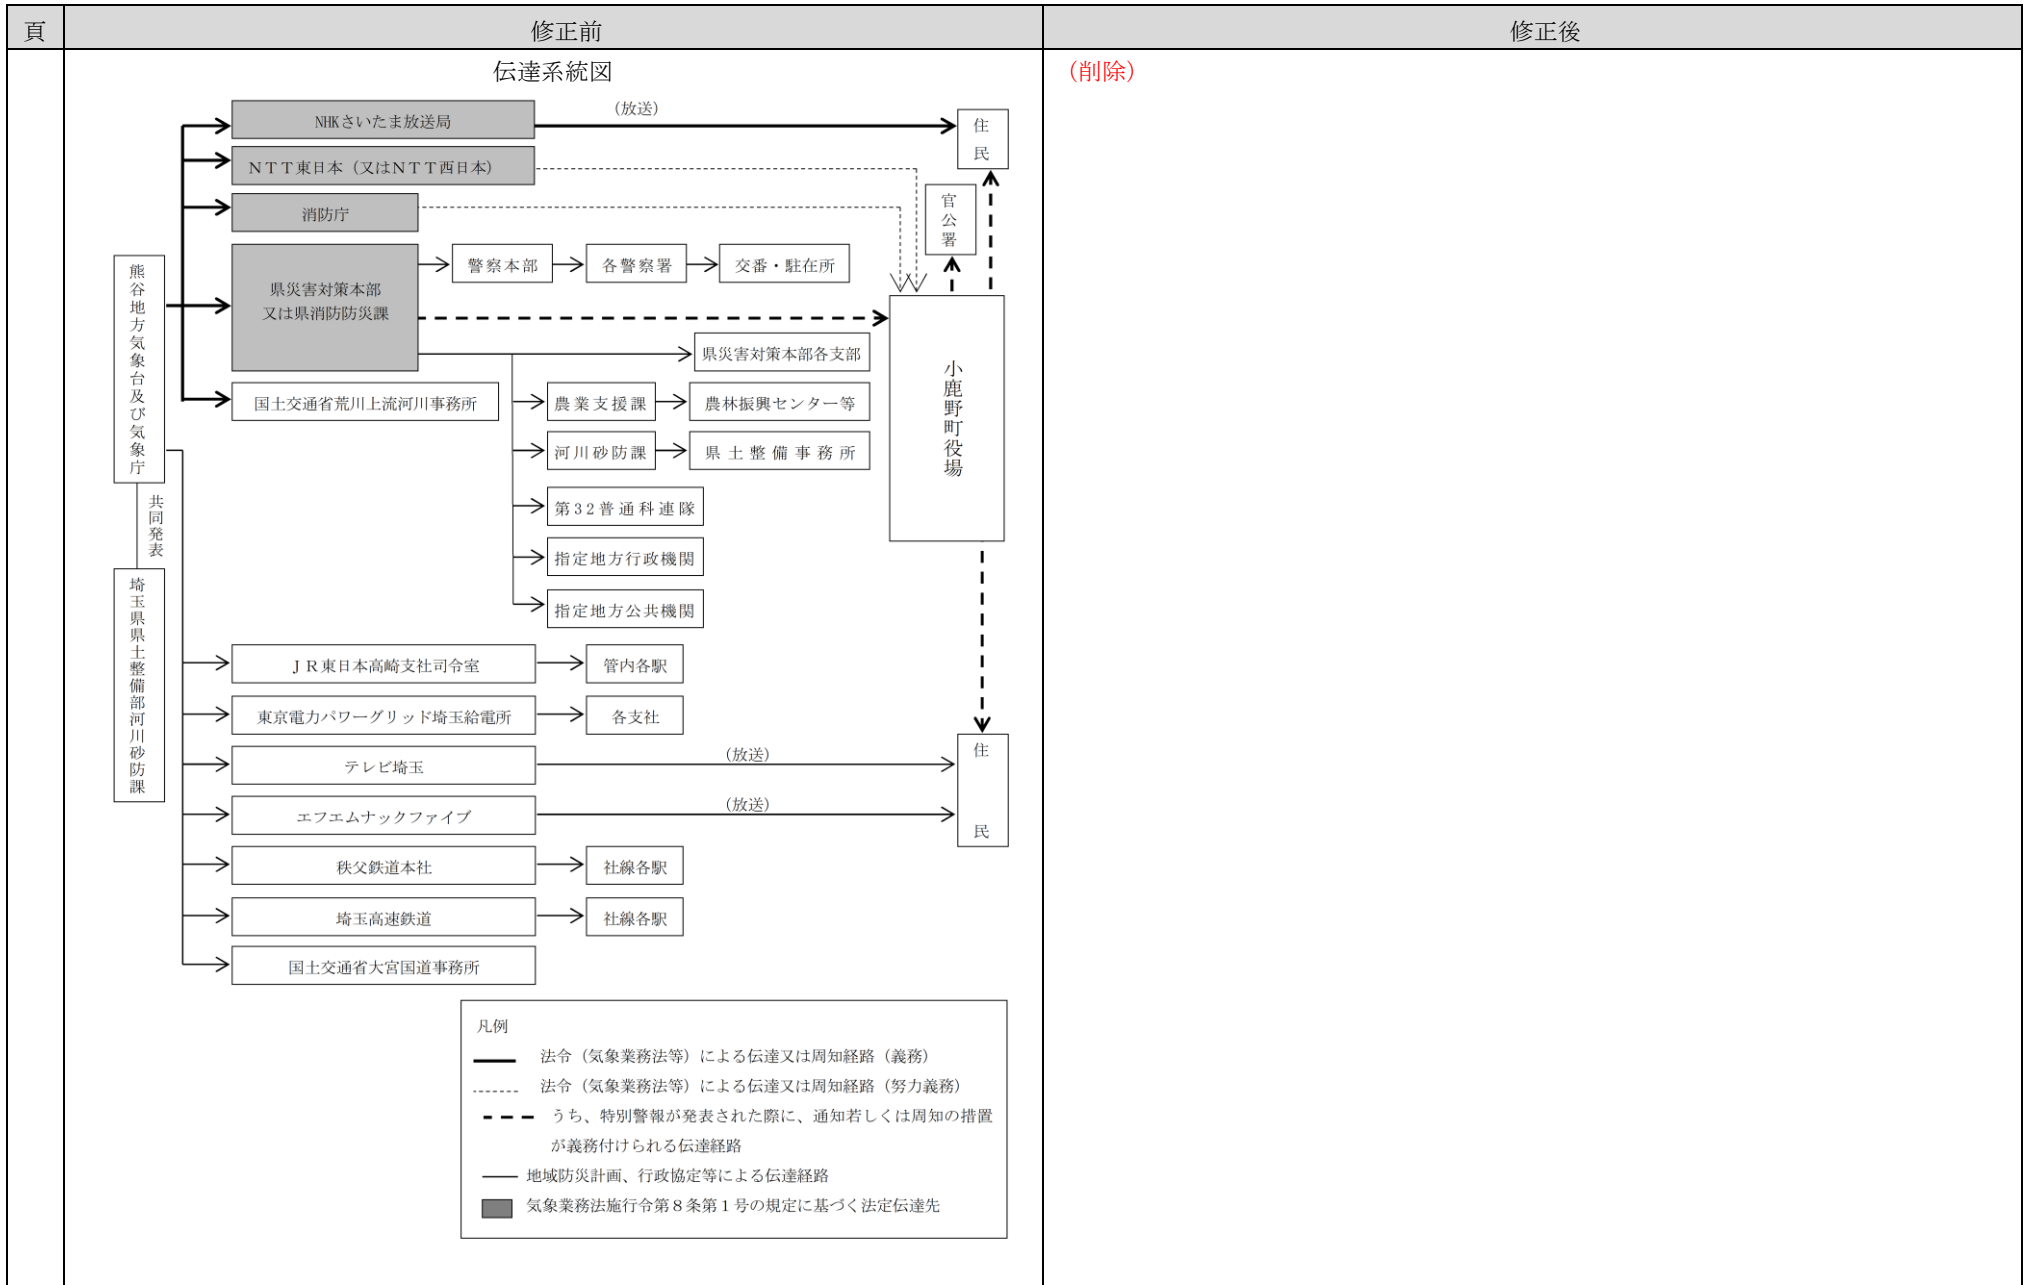 頁
修正前
修正後
伝達系統図
（削除）
NHKさいたま放送局
（放送）
住民
ＮＴＴ東日本（又はＮＴＴ西日本）
消防庁
官公署
県災害対策本部
又は県消防防災課
警察本部
各警察署
交番・駐在所
熊谷地方気象台及び気象庁
小鹿野町役場
県災害対策本部各支部
国土交通省荒川上流河川事務所
農業支援課
農林振興センター等
河川砂防課
県土整備事務所
共同発表
第32普通科連隊
指定地方行政機関
指定地方公共機関
埼玉県県土整備部河川砂防課
ＪＲ東日本高崎支社司令室
管内各駅
東京電力パワーグリッド埼玉給電所
各支社
テレビ埼玉
（放送）
住民
エフエムナックファイブ
（放送）
秩父鉄道本社
社線各駅
埼玉高速鉄道
社線各駅
国土交通省大宮国道事務所
凡例
法令（気象業務法等）による伝達又は周知経路（義務）
法令（気象業務法等）による伝達又は周知経路（努力義務）
うち、特別警報が発表された際に、通知若しくは周知の措置
が義務付けられる伝達経路
地域防災計画、行政協定等による伝達経路
気象業務法施行令第８条第１号の規定に基づく法定伝達先